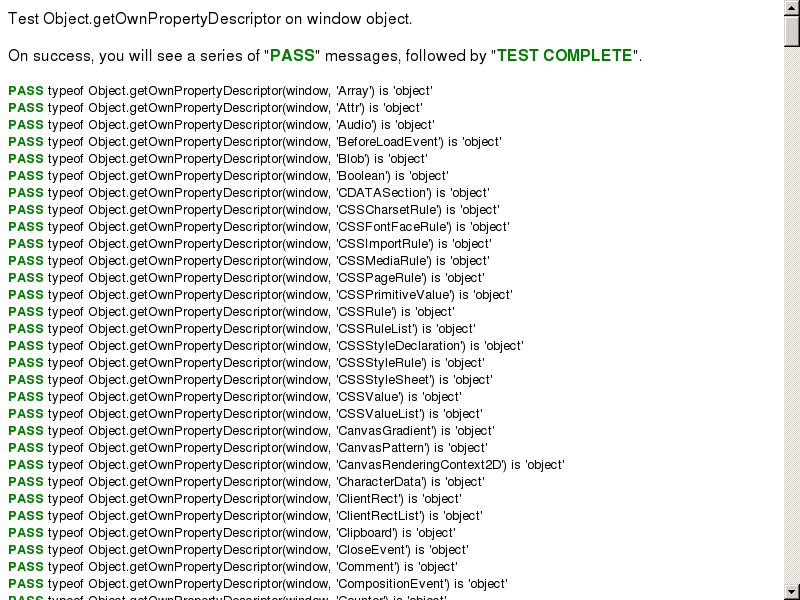 Test Object.getOwnPropertyDescriptor on window object.
On success, you will see a series of "PASS" messages, followed by "TEST COMPLETE".
PASS typeof Object.getOwnPropertyDescriptor(window, 'Array') is 'object'
PASS typeof Object.getOwnPropertyDescriptor(window, 'Attr') is 'object'
PASS typeof Object.getOwnPropertyDescriptor(window, 'Audio') is 'object'
PASS typeof Object.getOwnPropertyDescriptor(window, 'BeforeLoadEvent') is 'object'
PASS typeof Object.getOwnPropertyDescriptor(window, 'Blob') is 'object'
PASS typeof Object.getOwnPropertyDescriptor(window, 'Boolean') is 'object'
PASS typeof Object.getOwnPropertyDescriptor(window, 'CDATASection') is 'object'
PASS typeof Object.getOwnPropertyDescriptor(window, 'CSSCharsetRule') is 'object'
PASS typeof Object.getOwnPropertyDescriptor(window, 'CSSFontFaceRule') is 'object'
PASS typeof Object.getOwnPropertyDescriptor(window, 'CSSImportRule') is 'object'
PASS typeof Object.getOwnPropertyDescriptor(window, 'CSSMediaRule') is 'object'
PASS typeof Object.getOwnPropertyDescriptor(window, 'CSSPageRule') is 'object'
PASS typeof Object.getOwnPropertyDescriptor(window, 'CSSPrimitiveValue') is 'object'
PASS typeof Object.getOwnPropertyDescriptor(window, 'CSSRule') is 'object'
PASS typeof Object.getOwnPropertyDescriptor(window, 'CSSRuleList') is 'object'
PASS typeof Object.getOwnPropertyDescriptor(window, 'CSSStyleDeclaration') is 'object'
PASS typeof Object.getOwnPropertyDescriptor(window, 'CSSStyleRule') is 'object'
PASS typeof Object.getOwnPropertyDescriptor(window, 'CSSStyleSheet') is 'object'
PASS typeof Object.getOwnPropertyDescriptor(window, 'CSSValue') is 'object'
PASS typeof Object.getOwnPropertyDescriptor(window, 'CSSValueList') is 'object'
PASS typeof Object.getOwnPropertyDescriptor(window, 'CanvasGradient') is 'object'
PASS typeof Object.getOwnPropertyDescriptor(window, 'CanvasPattern') is 'object'
PASS typeof Object.getOwnPropertyDescriptor(window, 'CanvasRenderingContext2D') is 'object'
PASS typeof Object.getOwnPropertyDescriptor(window, 'CharacterData') is 'object'
PASS typeof Object.getOwnPropertyDescriptor(window, 'ClientRect') is 'object'
PASS typeof Object.getOwnPropertyDescriptor(window, 'ClientRectList') is 'object'
PASS typeof Object.getOwnPropertyDescriptor(window, 'Clipboard') is 'object'
PASS typeof Object.getOwnPropertyDescriptor(window, 'CloseEvent') is 'object'
PASS typeof Object.getOwnPropertyDescriptor(window, 'Comment') is 'object'
PASS typeof Object.getOwnPropertyDescriptor(window, 'CompositionEvent') is 'object'
PASS typeof Object.getOwnPropertyDescriptor(window, 'Counter') is 'object'